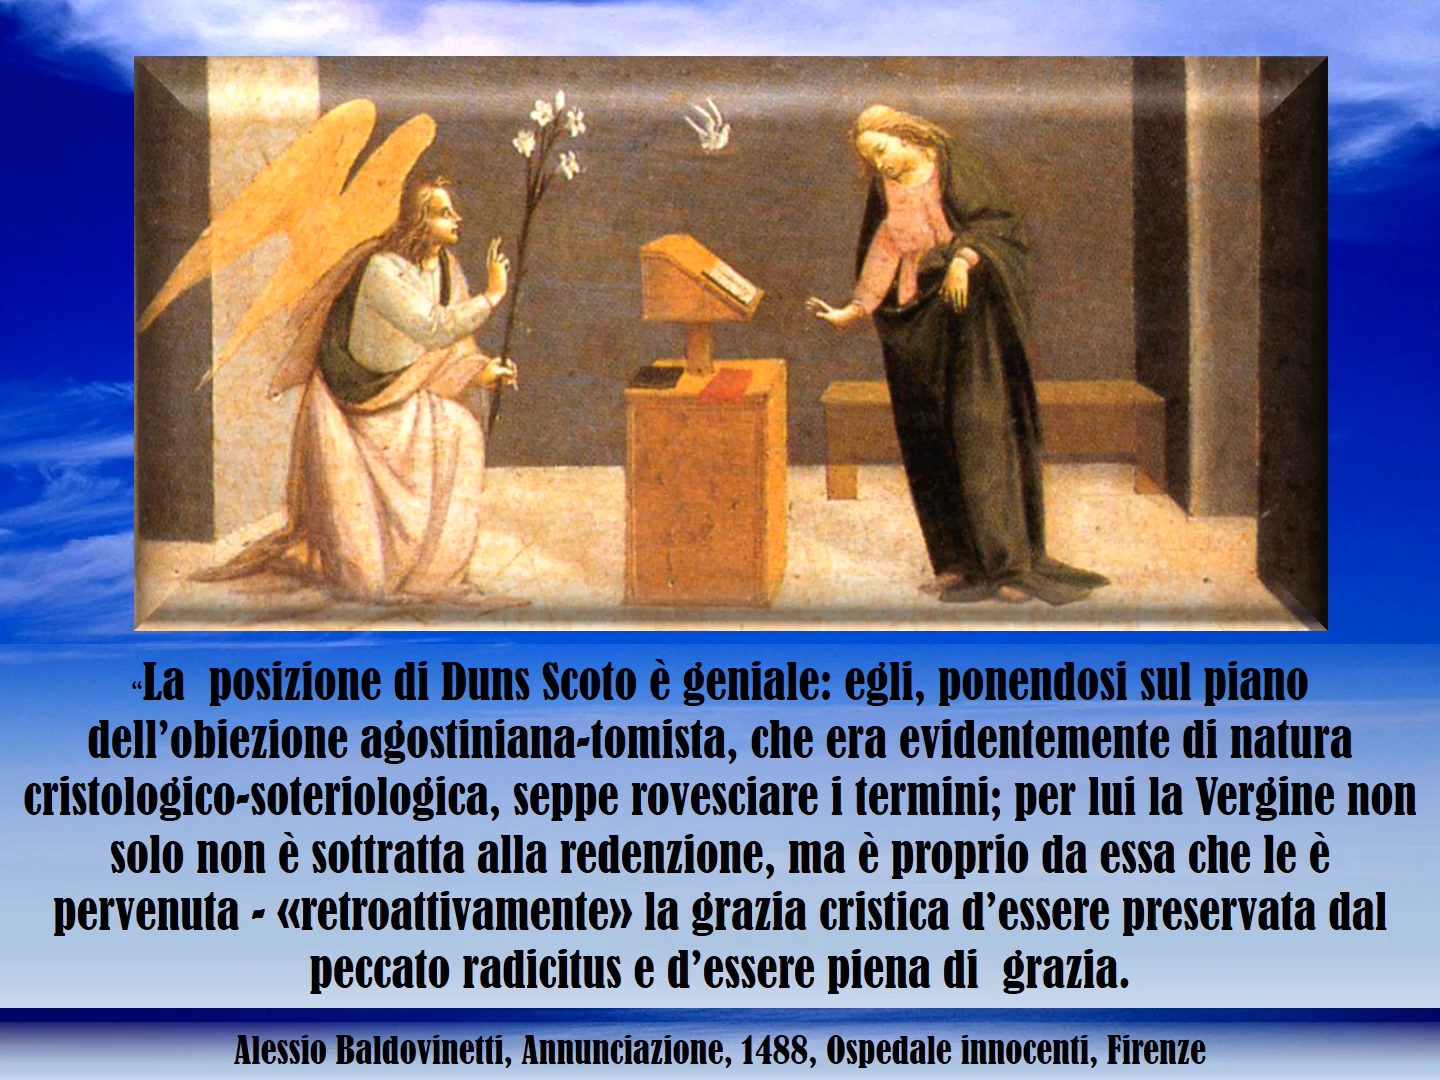 “La posizione di Duns Scoto è geniale: egli, ponendosi sul piano
dell’obiezione agostiniana-tomista, che era evidentemente di natura
cristologico-soteriologica, seppe rovesciare i termini; per lui la Vergine non
solo non è sottratta alla redenzione, ma è proprio da essa che le è
pervenuta - «retroattivamente» la grazia cristica d’essere preservata dal
peccato radicitus e d’essere piena di grazia.
Alessio Baldovinetti, Annunciazione, 1488, Ospedale innocenti, Firenze